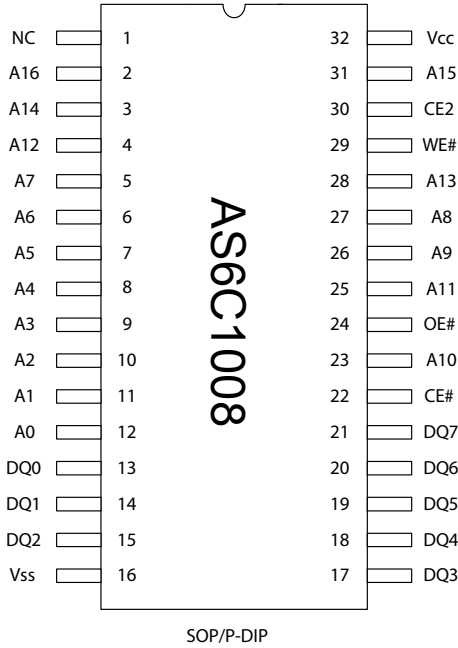 NC 1 32 Vcc
A16 2 31 A15
A14 3 30 CE2
A12 4 29 WE#
A7 5 28 A13
A6 6 27 A8
A5 7 26 A9
A4 8 25 A11
A3 9 24 OE#
A2 10 23 A10
A1 11 22 CE#
A0 12 21 DQ7
DQ0 13 20 DQ6
DQ1 14 19 DQ5
DQ2 15 18 DQ4
Vss 16 17 DQ3
AS6C1008
SOP/P-DIP